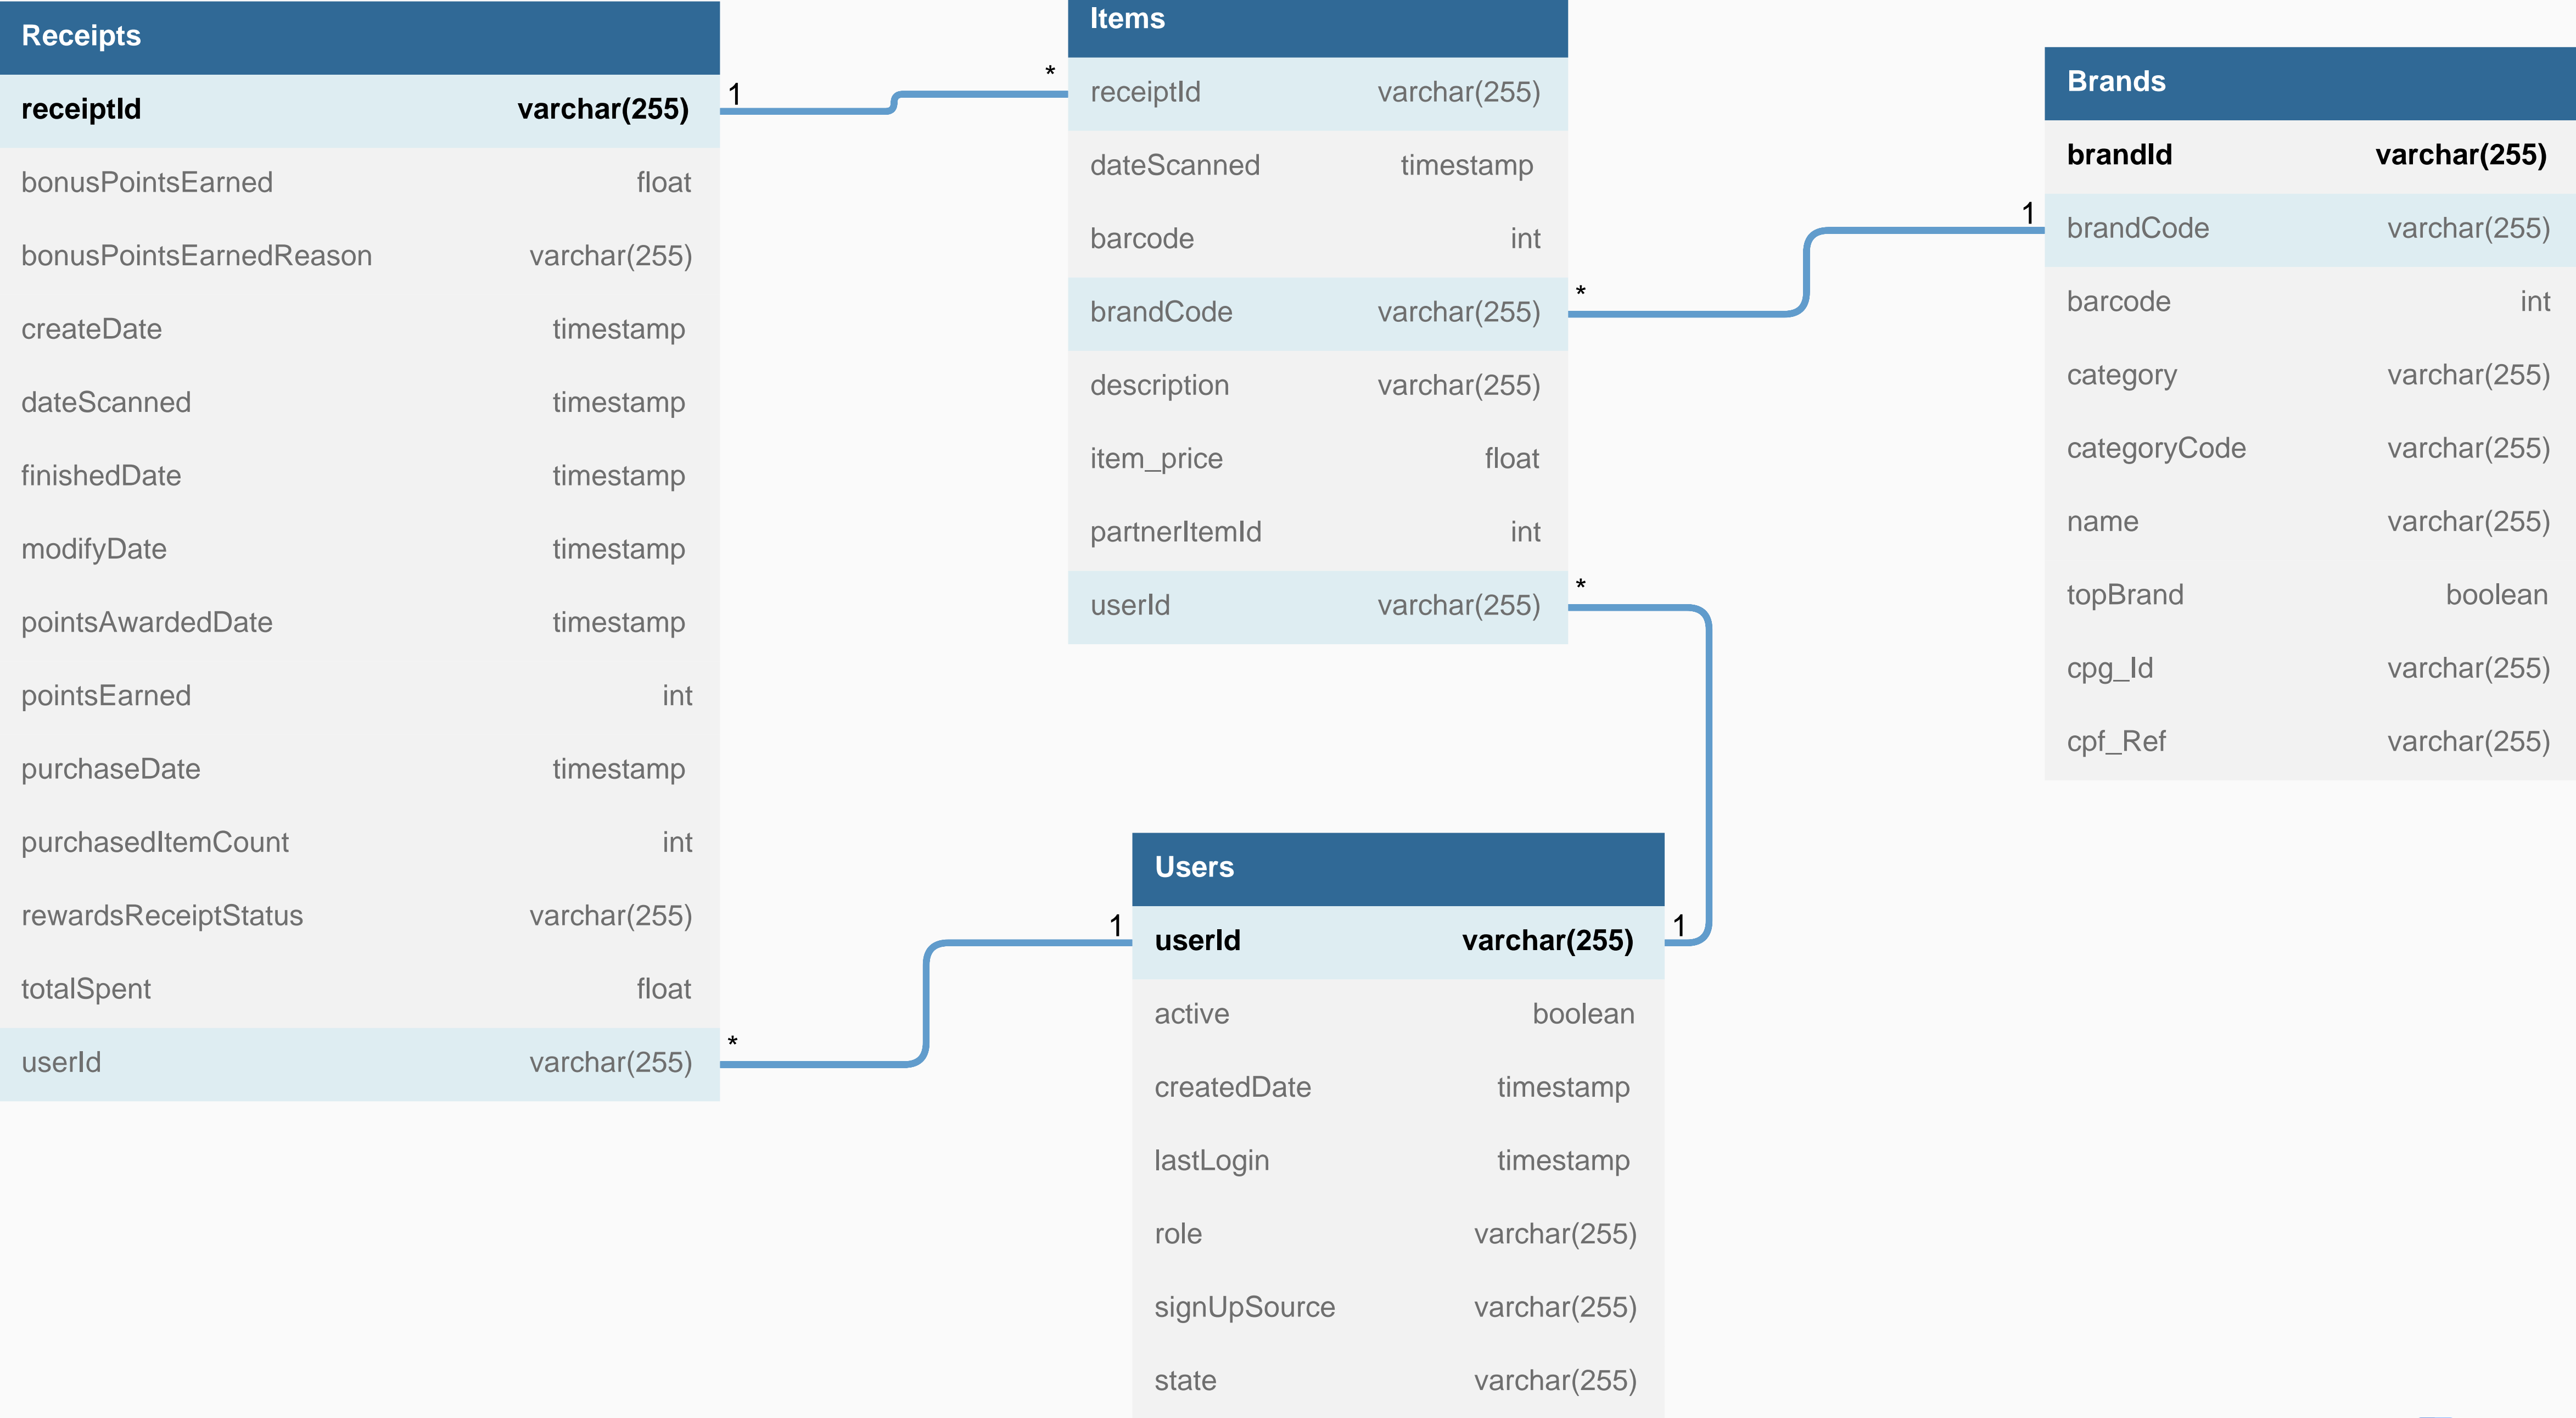 Receipts
receiptId varchar(255)
bonusPointsEarned float
bonusPointsEarnedReason varchar(255)
createDate timestamp
dateScanned timestamp
finishedDate timestamp
modifyDate timestamp
pointsAwardedDate timestamp
pointsEarned int
purchaseDate timestamp
purchasedItemCount int
rewardsReceiptStatus varchar(255)
totalSpent float
userId varchar(255)
1
*
*
1
Items
receiptId varchar(255)
dateScanned timestamp
barcode int
brandCode varchar(255)
description varchar(255)
item_price float
partnerItemId int
userId varchar(255)
*
1
*
1
Users
userId varchar(255)
active boolean
createdDate timestamp
lastLogin timestamp
role varchar(255)
signUpSource varchar(255)
state varchar(255)
Brands
brandId varchar(255)
brandCode varchar(255)
barcode int
category varchar(255)
categoryCode varchar(255)
name varchar(255)
topBrand boolean
cpg_Id varchar(255)
cpf_Ref varchar(255)